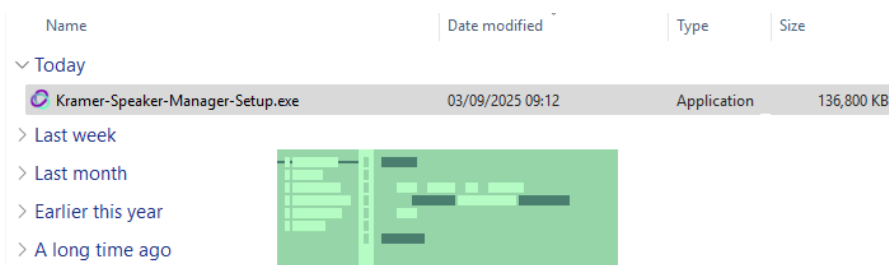 Name Date modified Type Size
Today
Kramer-Speaker-Manager-Setup.exe 03/09/2025 09:12 Application 136,800 KB
Last week
Last month
Earlier this year
A long time ago